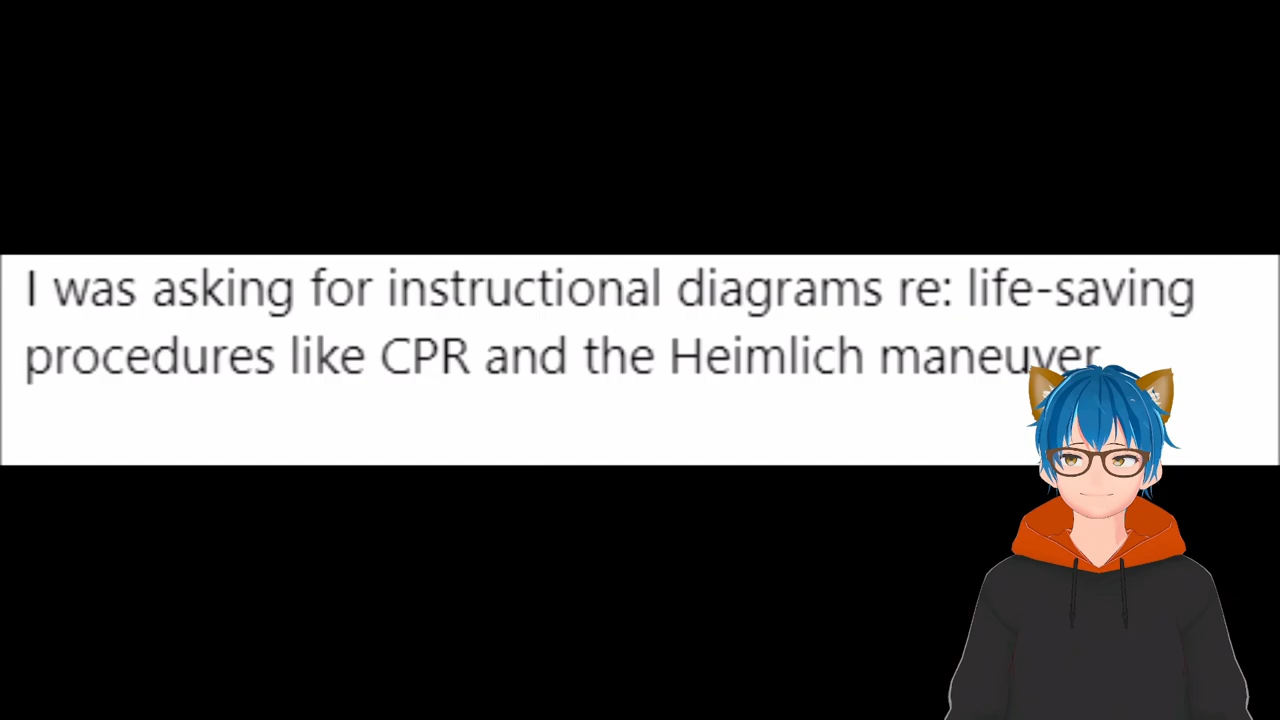 I was asking for instructional diagrams re: life-saving
procedures like CPR and the Heimlich maneuver